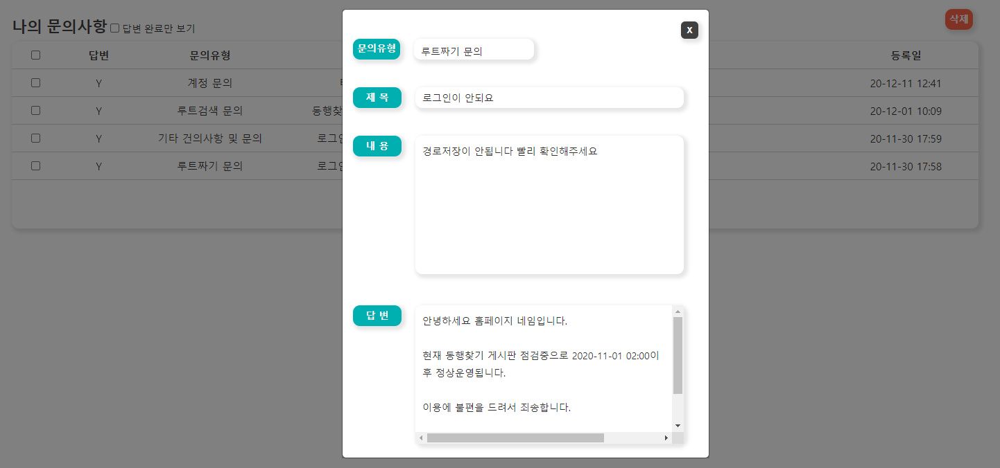 나의 문의사항 답변 완료만 보기
삭제
답변 문의유형 등록일
Y 계정 문의 20-12-11 12:41
Y 루트검색 문의 동행찾 20-12-01 10:09
Y 기타 건의사항 및 문의 로그인 20-11-30 17:59
Y 루트짜기 문의 로그인 20-11-30 17:58
X
문의유형 루트짜기 문의
제 목 로그인이 안되요
내 용 경로저장이 안됩니다 빨리 확인해주세요
답 변 안녕하세요 홈페이지 네임입니다.
현재 동행찾기 게시판 점검중으로 2020-11-01 02:00이
후 정상운영됩니다.
이용에 불편을 드려서 죄송합니다.